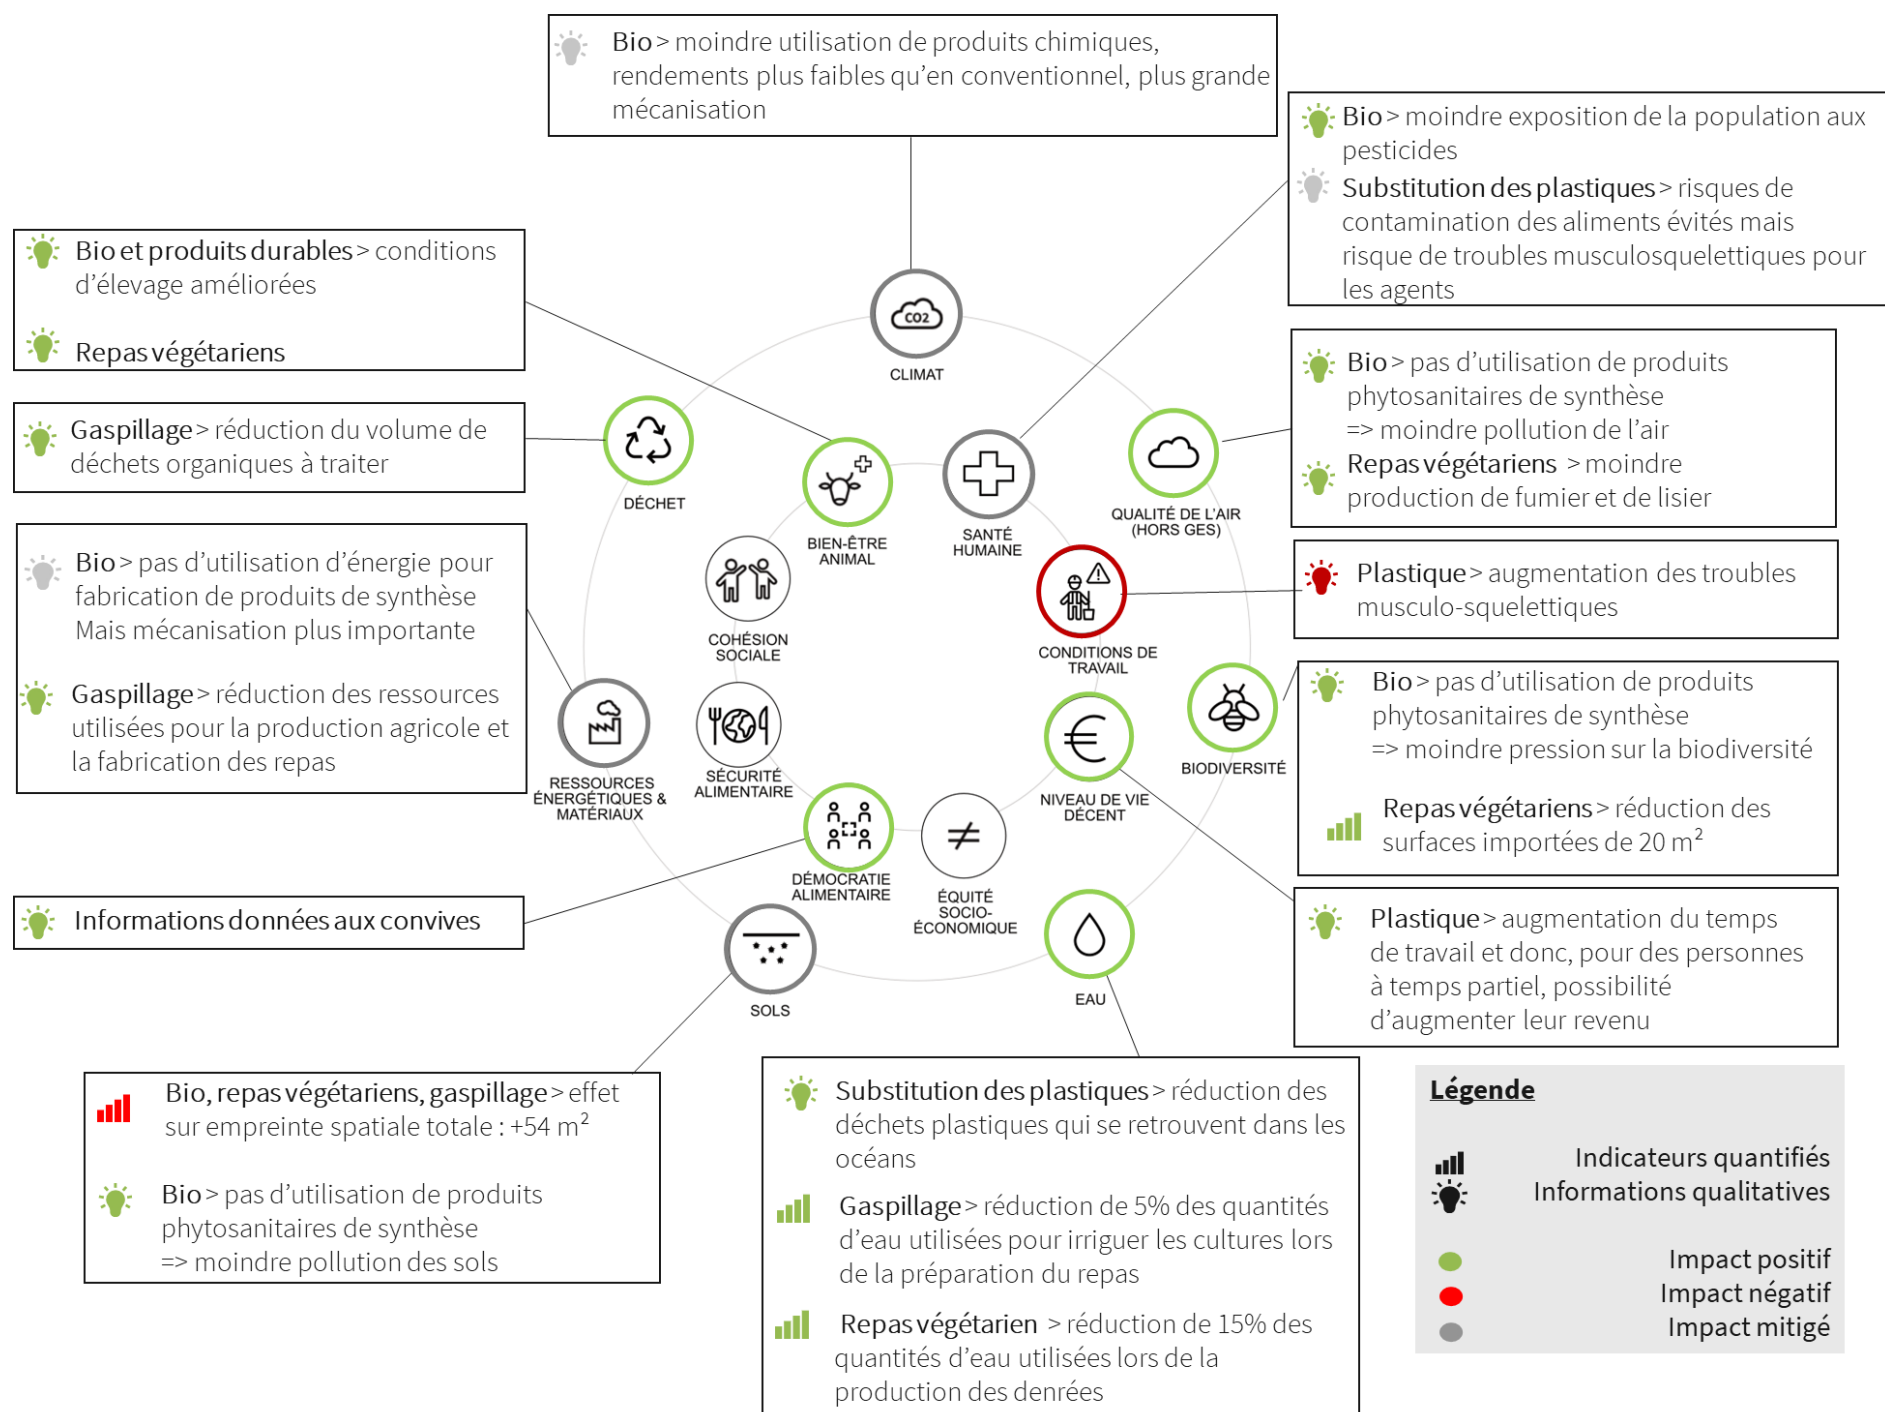 Bio > moindre utilisation de produits chimiques,
rendements plus faibles qu'en conventionnel, plus grande
mécanisation
Bio > moindre exposition de la population aux
pesticides
Substitution des plastiques > risques de
contamination des aliments évités mais
risque de troubles musculosquelettiques pour
les agents
Bio et produits durables > conditions
d'élevage améliorées
Repas végétariens
Gaspillage > réduction du volume de
déchets organiques à traiter
Bio > pas d'utilisation d'énergie pour
fabrication de produits de synthèse
Mais mécanisation plus importante
Gaspillage > réduction des ressources
utilisées pour la production agricole et
la fabrication des repas
Informations données aux convives
CO2
CLIMAT
DÉCHET
BIEN-ÊTRE
ANIMAL
SANTÉ
HUMAINE
QUALITÉ DE L'AIR
(HORS GES)
COHÉSION
SOCIALE
CONDITIONS DE
TRAVAIL
RESSOURCES
ÉNERGÉTIQUES &
MATÉRIAUX
SÉCURITÉ
ALIMENTAIRE
NIVEAU DE VIE
DÉCENT
BIODIVERSITÉ
DÉMOCRATIE
ALIMENTAIRE
ÉQUITÉ
SOCIO-
ÉCONOMIQUE
SOLS
EAU
Bio > pas d'utilisation de produits
phytosanitaires de synthèse
=> moindre pollution de l'air
Repas végétariens > moindre
production de fumier et de lisier
Plastique > augmentation des troubles
musculo-squelettiques
Bio > pas d'utilisation de produits
phytosanitaires de synthèse
=> moindre pression sur la biodiversité
Repas végétariens > réduction des
surfaces importées de 20 m²
Plastique > augmentation du temps
de travail et donc, pour des personnes
à temps partiel, possibilité
d'augmenter leur revenu
Bio, repas végétariens, gaspillage > effet
sur empreinte spatiale totale : +54 m²
Bio > pas d'utilisation de produits
phytosanitaires de synthèse
=> moindre pollution des sols
Substitution des plastiques > réduction des
déchets plastiques qui se retrouvent dans les
océans
Gaspillage > réduction de 5% des quantités
d'eau utilisées pour irriguer les cultures lors
de la préparation du repas
Repas végétarien > réduction de 15% des
quantités d'eau utilisées lors de la
production des denrées
Légende
Indicateurs quantifiés
Informations qualitatives
Impact positif
Impact négatif
Impact mitigé